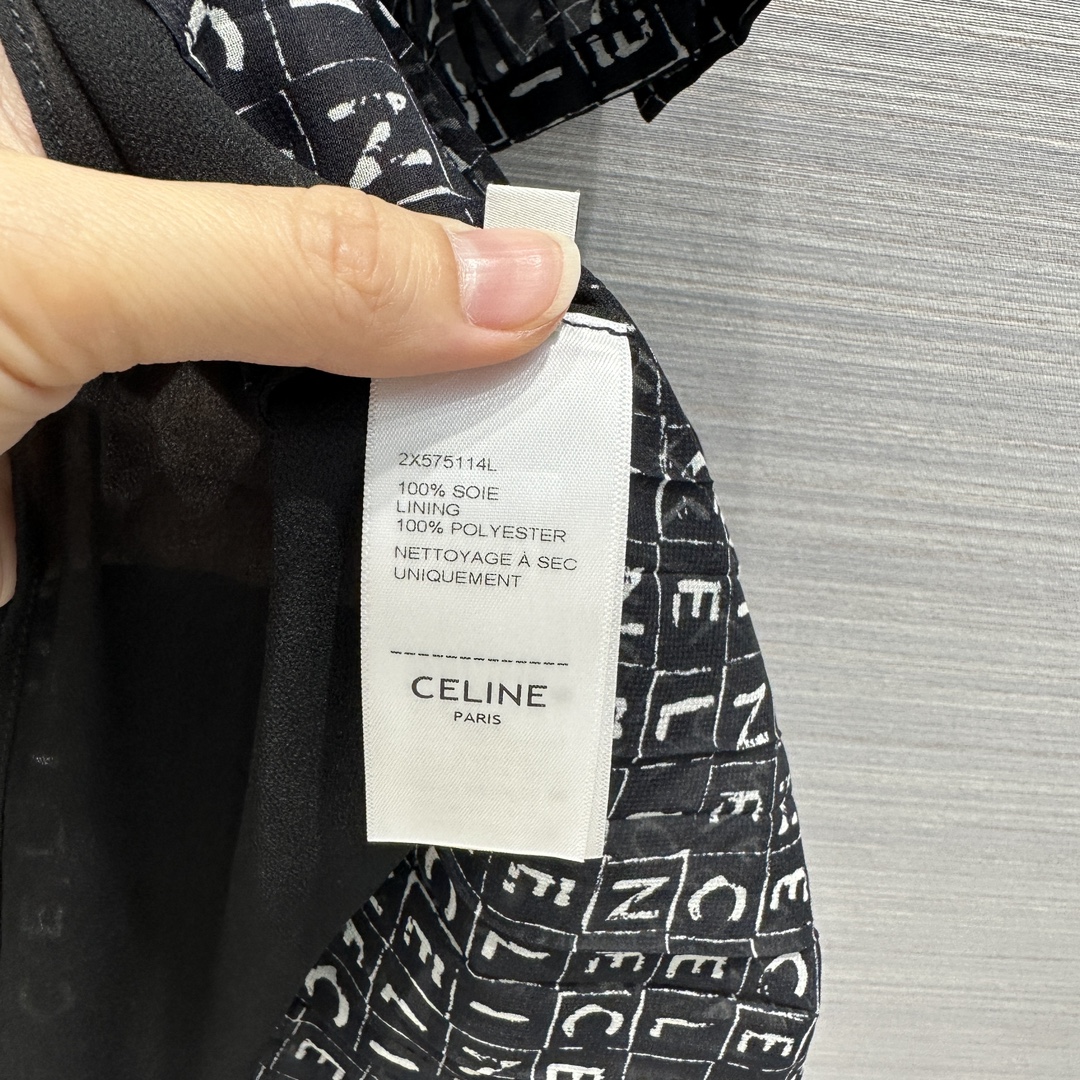 2X575114L
100% SOIE
LINING
100% POLYESTER
NETTOYAGE À SEC
UNIQUEMENT
CELINE
PARIS